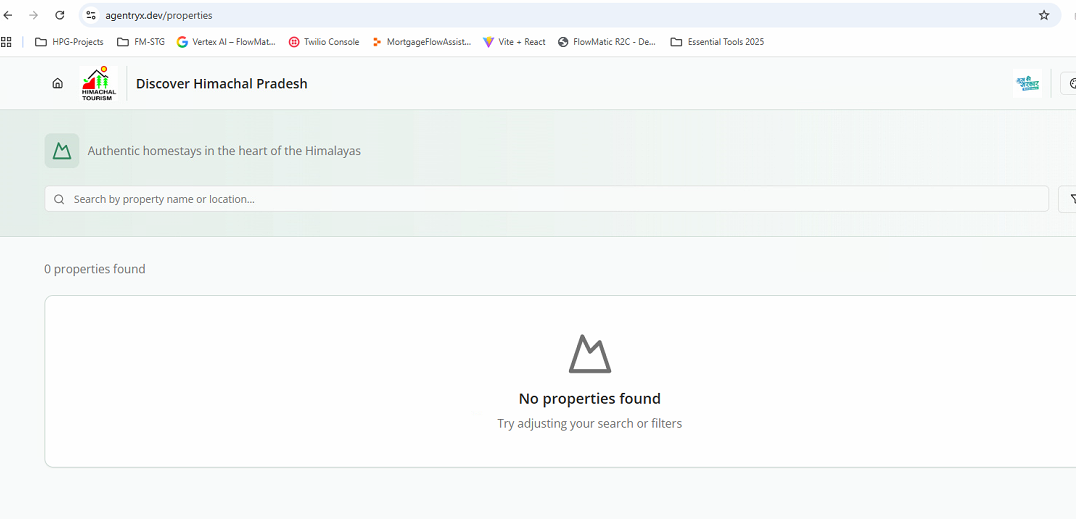 agentryx.dev/properties
HPG-Projects FM-STG Vertex AI – FlowMat... Twilio Console MortgageFlowAssist... Vite + React FlowMatic R2C - De... Essential Tools 2025
HIMACHAL
TOURISM
Discover Himachal Pradesh
Authentic homestays in the heart of the Himalayas
Search by property name or location...
0 properties found
No properties found
Try adjusting your search or filters